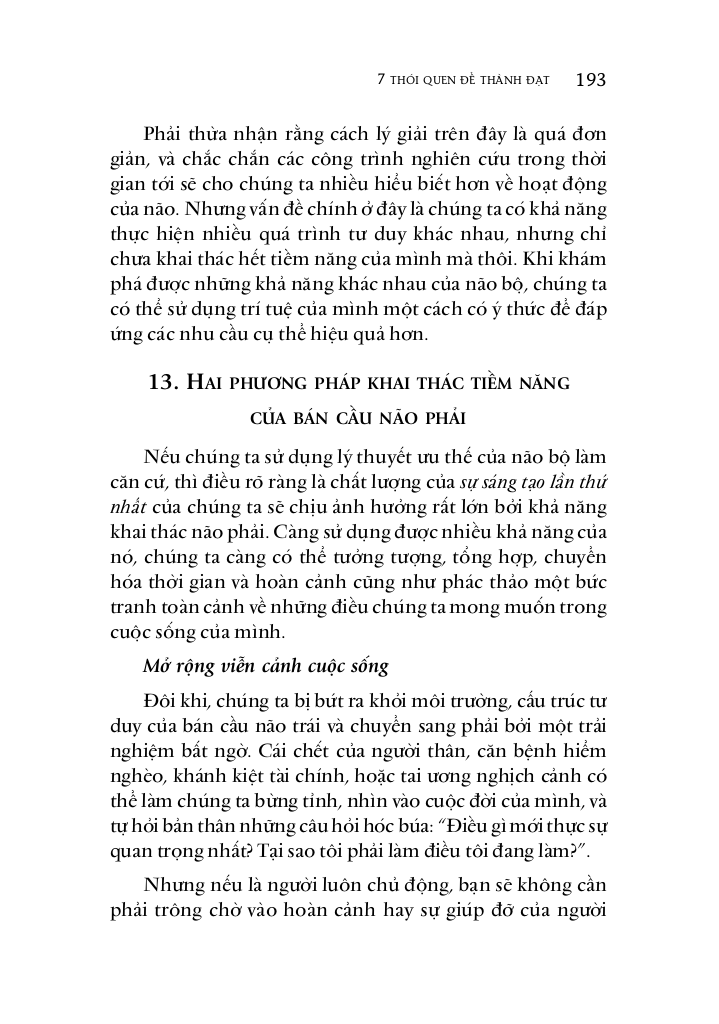 7 THÓI QUEN ĐỂ THÀNH ĐẠT 193
Phải thừa nhận rằng cách lý giải trên đây là quá đơn
giản, và chắc chắn các công trình nghiên cứu trong thời
gian tới sẽ cho chúng ta nhiều hiểu biết hơn về hoạt động
của não. Nhưng vấn đề chính ở đây là chúng ta có khả năng
thực hiện nhiều quá trình tư duy khác nhau, nhưng chỉ
chưa khai thác hết tiềm năng của mình mà thôi. Khi khám
phá được những khả năng khác nhau của não bộ, chúng ta
có thể sử dụng trí tuệ của mình một cách có ý thức để đáp
ứng các nhu cầu cụ thể hiệu quả hơn.
13. HAI PHƯƠNG PHÁP KHAI THÁC TIỀM NĂNG
CỦA BÁN CẦU NÃO PHẢI
Nếu chúng ta sử dụng lý thuyết ưu thế của não bộ làm
căn cứ, thì điều rõ ràng là chất lượng của sự sáng tạo lần thứ
nhất của chúng ta sẽ chịu ảnh hưởng rất lớn bởi khả năng
khai thác não phải. Càng sử dụng được nhiều khả năng của
nó, chúng ta càng có thể tưởng tượng, tổng hợp, chuyển
hóa thời gian và hoàn cảnh cũng như phác thảo một bức
tranh toàn cảnh về những điều chúng ta mong muốn trong
cuộc sống của mình.
Mở rộng viễn cảnh cuộc sống
Đôi khi, chúng ta bị bứt ra khỏi môi trường, cấu trúc tư
duy của bán cầu não trái và chuyển sang phải bởi một trải
nghiệm bất ngờ. Cái chết của người thân, căn bệnh hiểm
nghèo, khánh kiệt tài chính, hoặc tai ương nghịch cảnh có
thể làm chúng ta bừng tỉnh, nhìn vào cuộc đời của mình, và
tự hỏi bản thân những câu hỏi hóc búa: “Điều gì mới thực sự
quan trọng nhất? Tại sao tôi phải làm điều tôi đang làm?”.
Nhưng nếu là người luôn chủ động, bạn sẽ không cần
phải trông chờ vào hoàn cảnh hay sự giúp đỡ của người